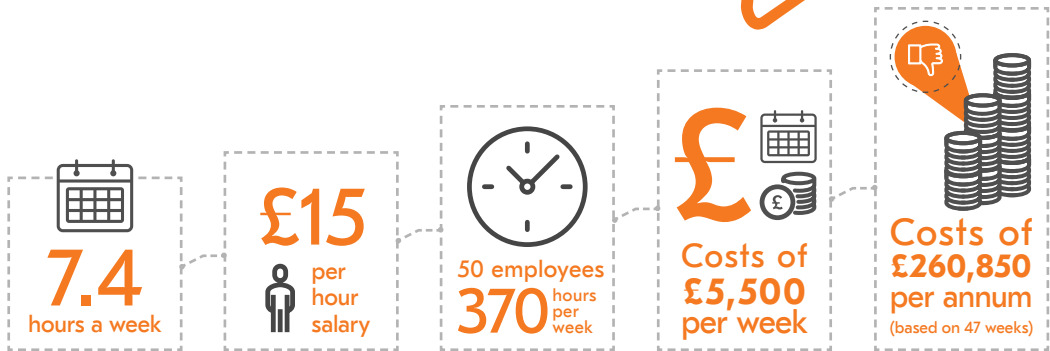 7.4
hours a week
£15
per
hour
salary
50 employees
370 hours
per
week
£
£
Costs of
£5,500
per week
Costs of
£260,850
per annum
(based on 47 weeks)